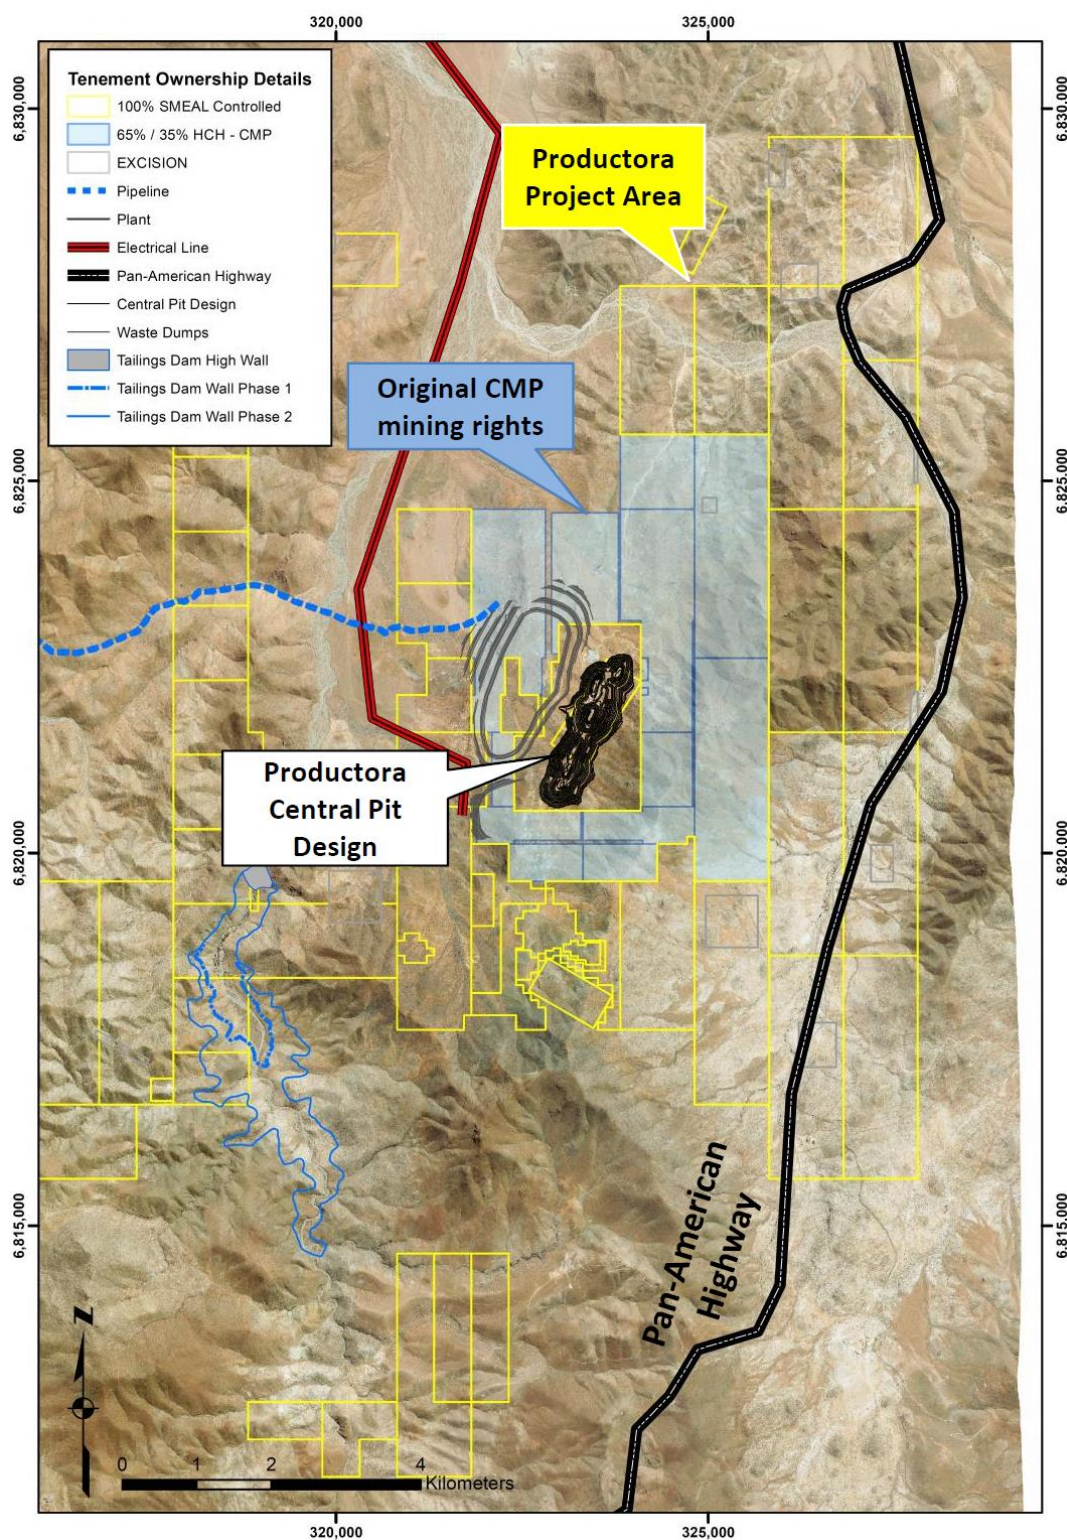 320,000
325,000
Tenement Ownership Details
100% SMEAL Controlled
65% / 35% HCH - CMP
EXCISION
Pipeline
Plant
Electrical Line
Pan-American Highway
Central Pit Design
Waste Dumps
Tailings Dam High Wall
Tailings Dam Wall Phase 1
Tailings Dam Wall Phase 2
6,830,000
6,830,000
Productora
Project Area
Original CMP
mining rights
6,825,000
6,825,000
Productora
Central Pit
Design
6,820,000
6,820,000
6,815,000
6,815,000
Pan-American
Highway
Z
0
1
2
4
Kilometers
320,000
325,000